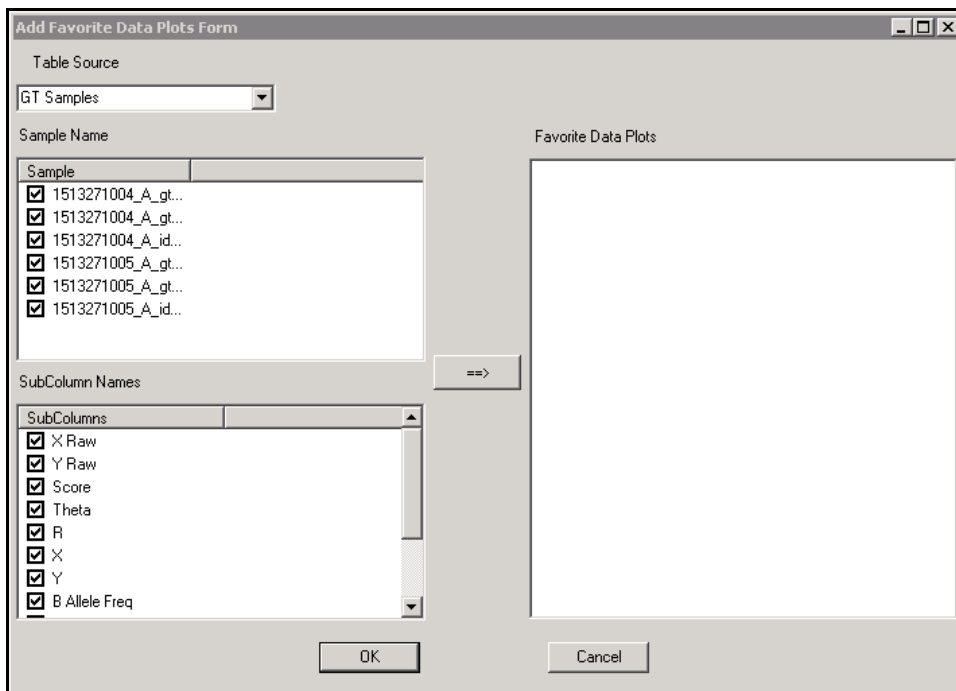 Add Favorite Data Plots Form
Table Source
GT Samples
Sample Name
Sample
1513271004_A_gt...
1513271004_A_gt...
1513271004_A_id...
1513271005_A_gt...
1513271005_A_gt...
1513271005_A_id...
SubColumn Names
SubColumns
X Raw
Y Raw
Score
Theta
R
X
Y
B Allele Freq
==>
Favorite Data Plots
OK
Cancel